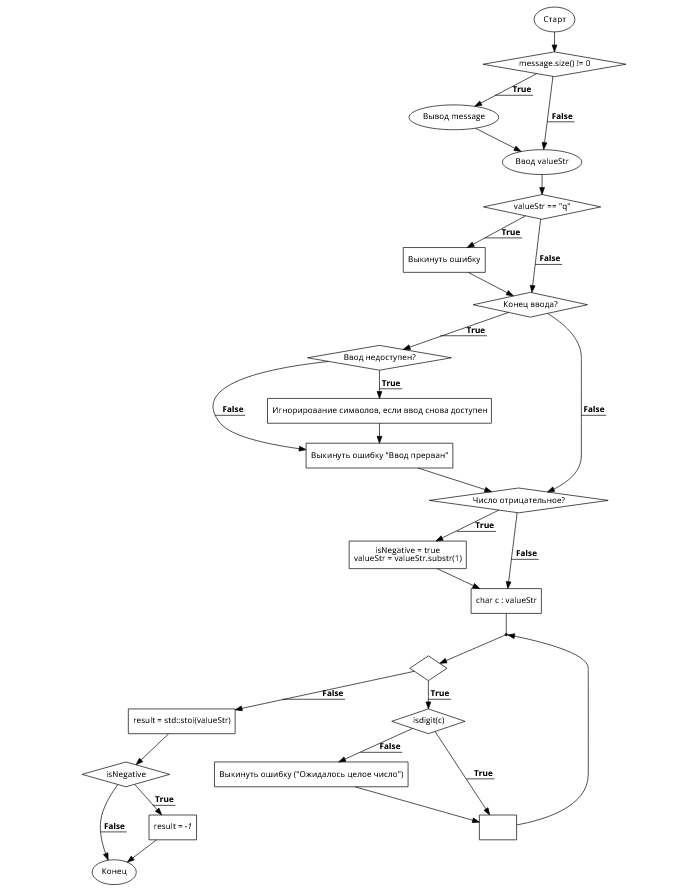 Старт
message.size() != 0
True
Вывод message
False
Ввод valueStr
valueStr == "q"
True
Выкинуть ошибку
False
Конец ввода?
True
Ввод недоступен?
True
False
False
Игнорирование символов, если ввод снова доступен
Выкинуть ошибку "Ввод прерван"
Число отрицательное?
True
isNegative = true
valueStr = valueStr.substr(1)
False
char c : valueStr
False
True
result = std::stoi(valueStr)
isdigit(c)
False
isNegative
Выкинуть ошибку ("Ожидалось целое число")
True
True
False
result = -1
Конец